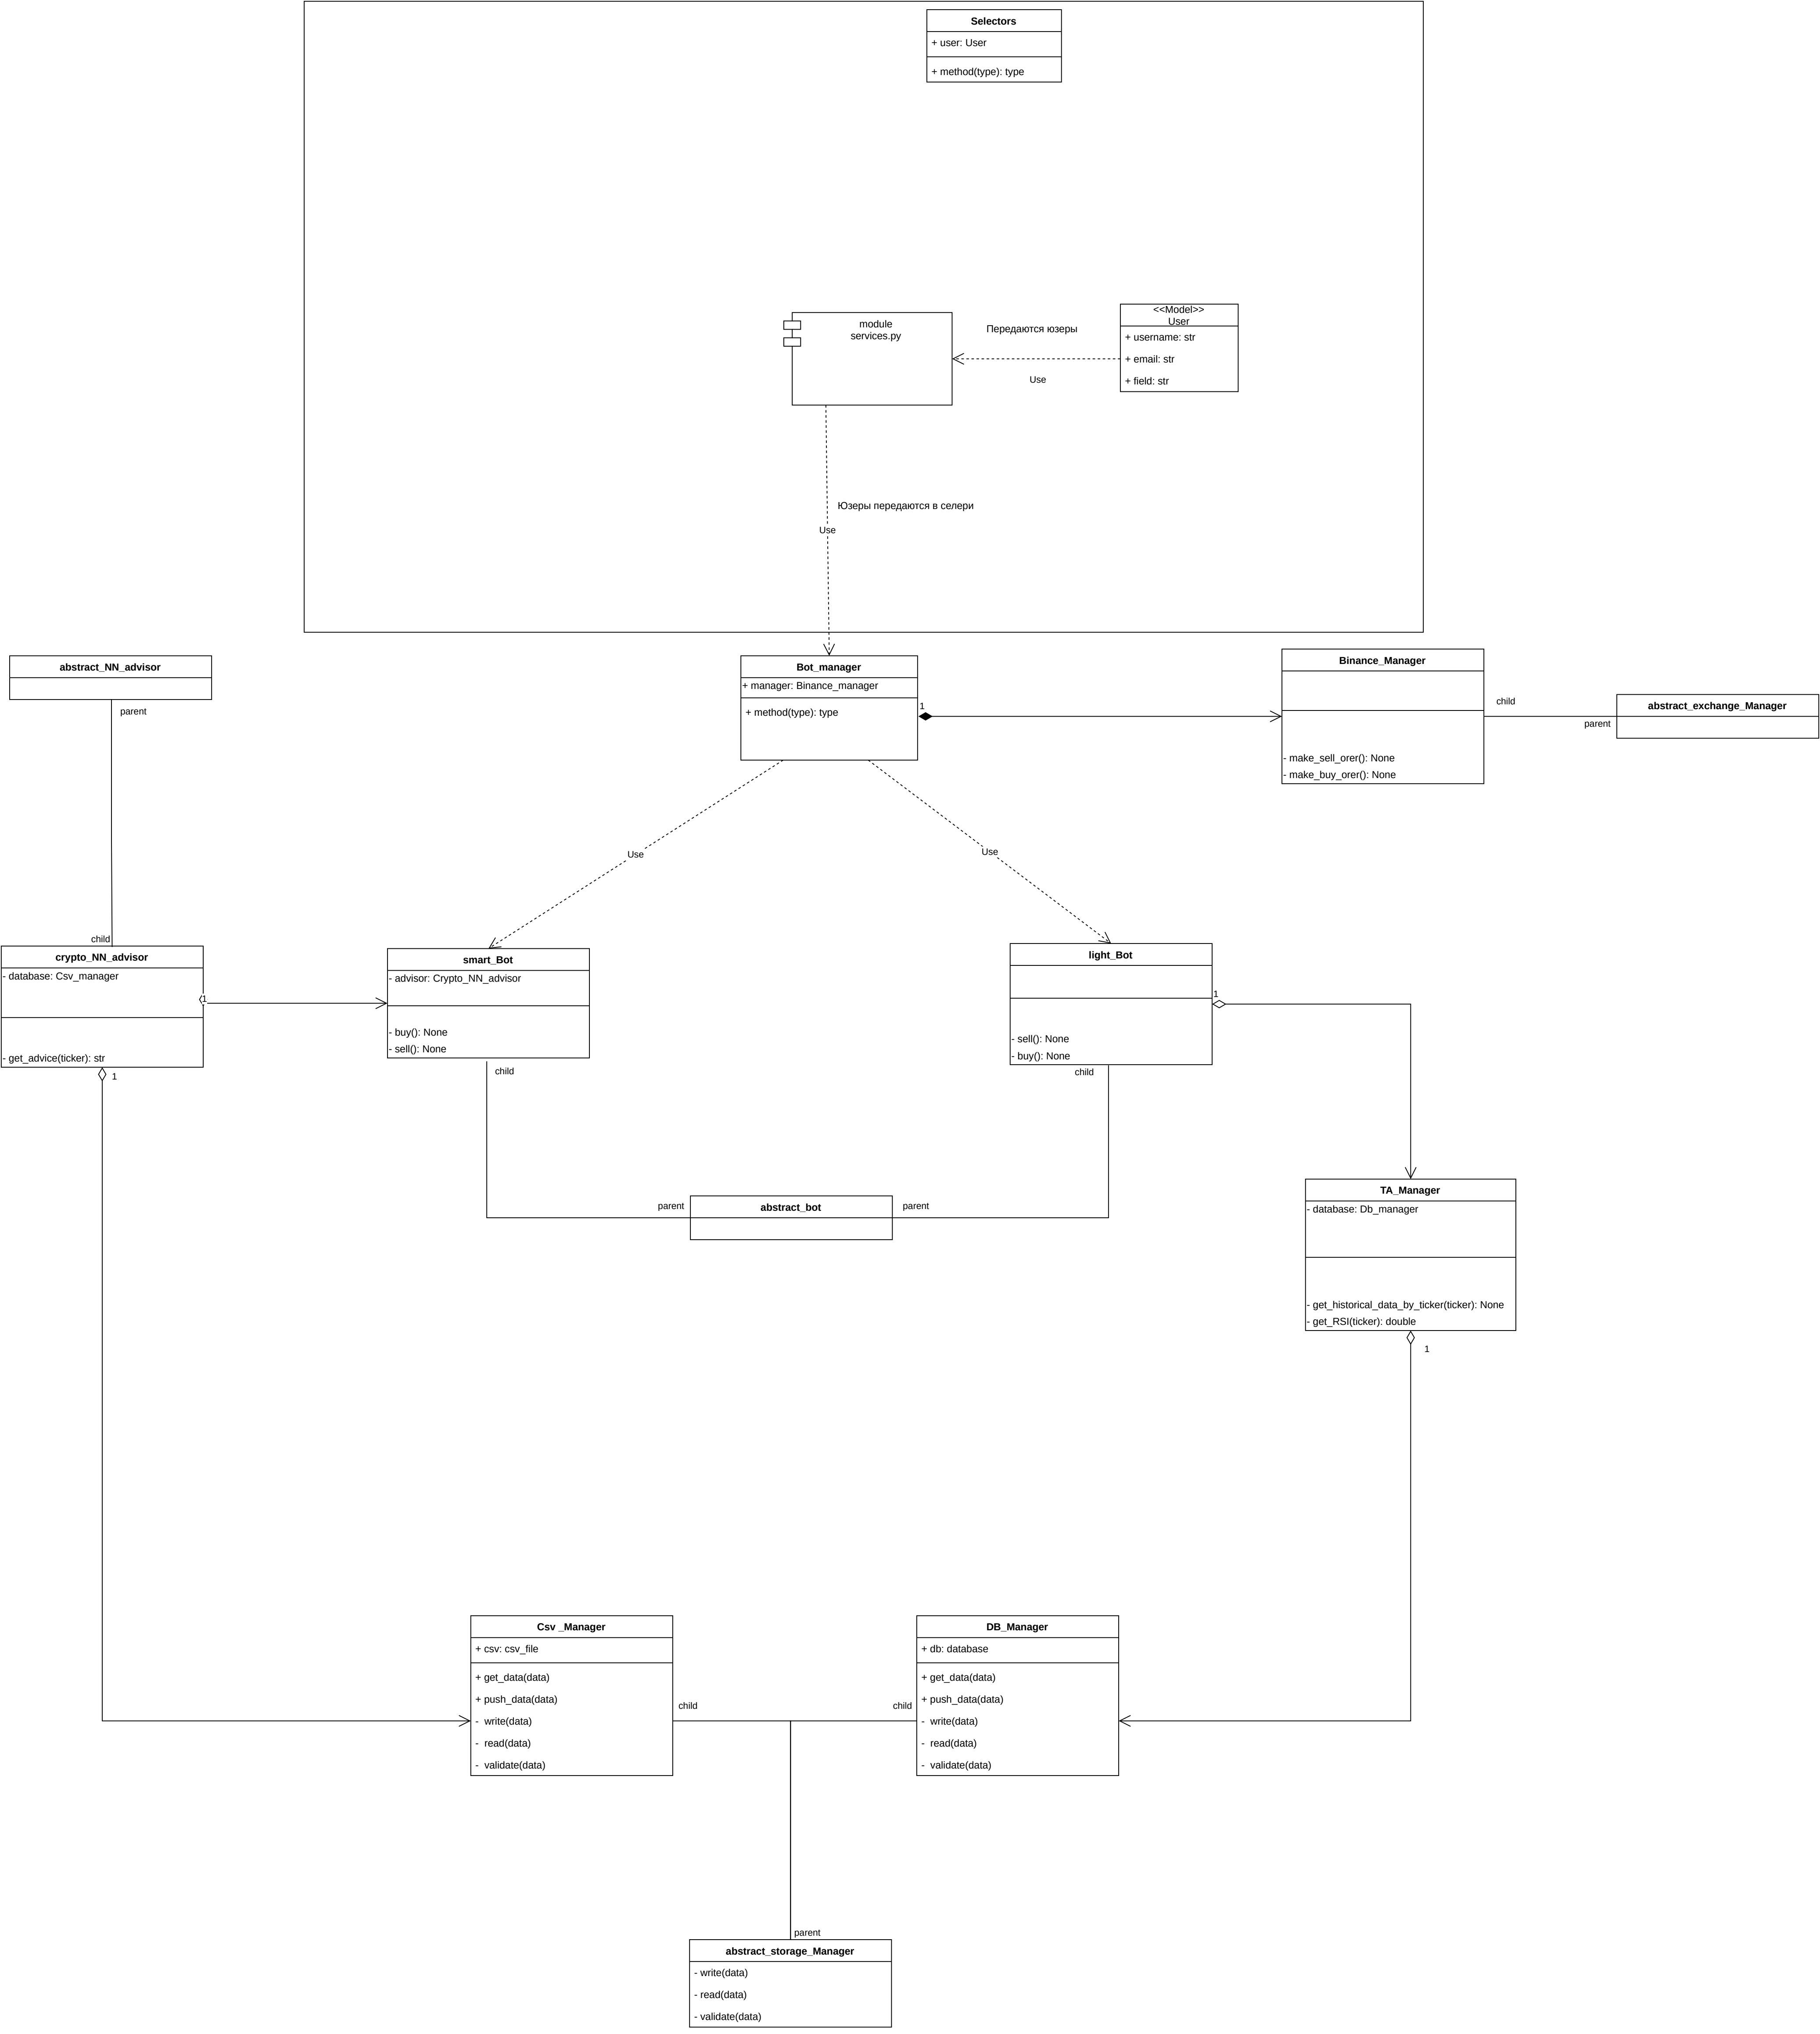 Selectors
+ user: User
+ method(type): type
<<Model>>
User
+ username: str
+ email: str
+ field: str
module
services.py
Передаются юзеры
Use
Юзеры передаются в селери
Use
abstract_NN_advisor
parent
Bot_manager
+ manager: Binance_manager
+ method(type): type
1
Binance_Manager
- make_sell_orer(): None
- make_buy_orer(): None
child
parent
abstract_exchange_Manager
Use
Use
child
crypto_NN_advisor
- database: Csv_manager
- get_advice(ticker): str
1
1
smart_Bot
- advisor: Crypto_NN_advisor
- buy(): None
- sell(): None
child
light_Bot
- sell(): None
- buy(): None
1
child
parent
abstract_bot
parent
TA_Manager
- database: Db_manager
- get_historical_data_by_ticker(ticker): None
- get_RSI(ticker): double
1
Csv _Manager
+ csv: csv_file
+ get_data(data)
+ push_data(data)
-  write(data)
-  read(data)
-  validate(data)
child
child
DB_Manager
+ db: database
+ get_data(data)
+ push_data(data)
-  write(data)
-  read(data)
-  validate(data)
parent
abstract_storage_Manager
- write(data)
- read(data)
- validate(data)